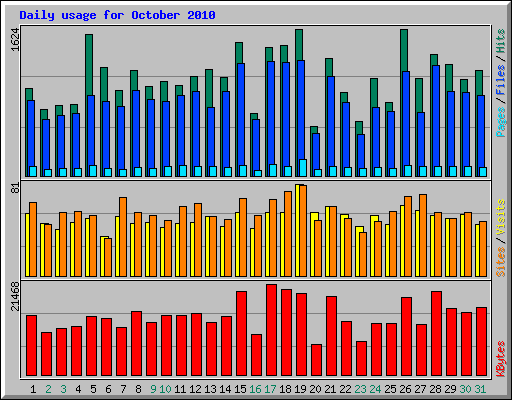 Daily usage for October 2010
1624
Pages / Files / Hits
81
Sites / Visits
21468
KBytes
1 2 3 4 5 6 7 8 9 10 11 12 13 14 15 16 17 18 19 20 21 22 23 24 25 26 27 28 29 30 31